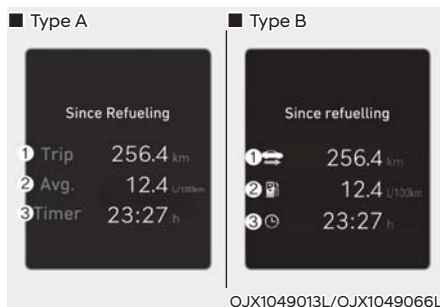 ■ Type A
Since Refueling
① Trip 256.4 km
② Avg. 12.4 L/100km
③ Timer 23:27 h
■ Type B
Since refuelling
① 256.4 km
② 12.4 L/100km
③ 23:27 h
OJX1049013L/OJX1049066L